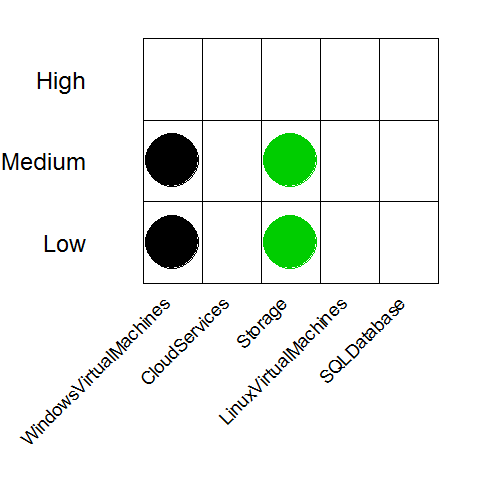 High
Medium
Low
WindowsVirtualMachines
CloudServices
Storage
LinuxVirtualMachines
SQLDatabase